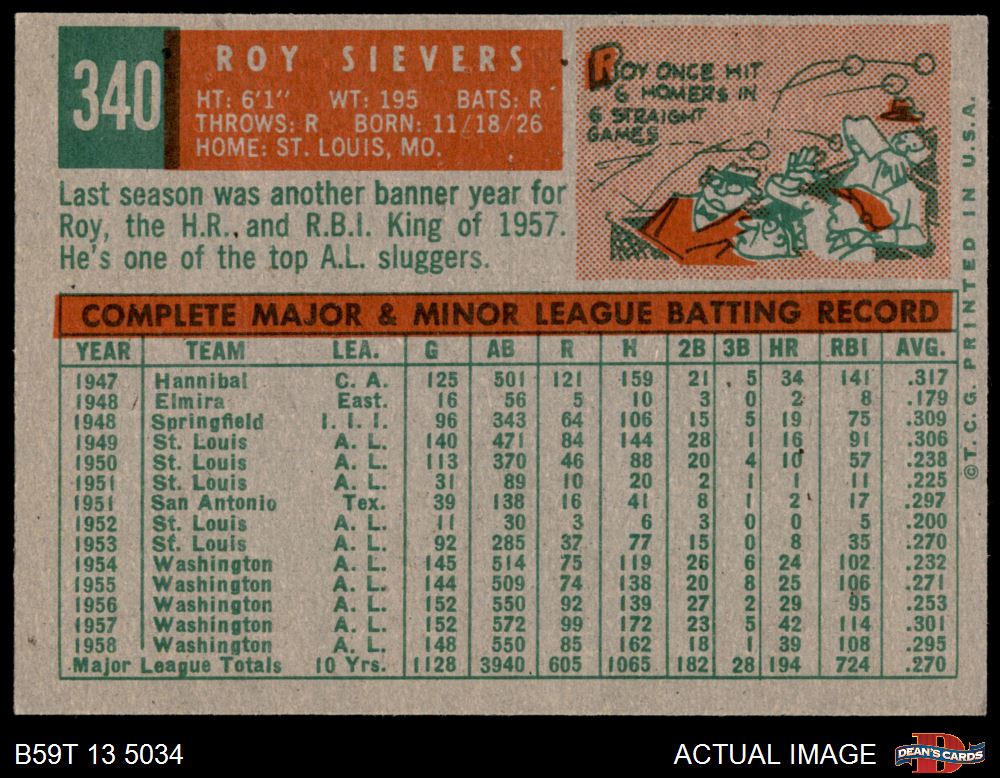 340
ROY SIEVERS
HT: 6'1" WT: 195 BATS: R
THROWS: R BORN: 11/18/26
HOME: ST. LOUIS, MO.
ROY ONCE HIT
6 HOMERS IN
6 STRAIGHT
GAMES
Last season was another banner year for
Roy, the H.R., and R.B.I. King of 1957.
He's one of the top A.L. sluggers.
COMPLETE MAJOR & MINOR LEAGUE BATTING RECORD
YEAR TEAM LEA. G AB R H 2B 3B HR RBI AVG.
1947 Hannibal C. A. 125 501 121 159 21 5 34 141 .317
1948 Elmira East. 16 56 5 10 3 0 2 8 .179
1948 Springfield I. I. I. 96 343 64 106 15 5 19 75 .309
1949 St. Louis A. L. 140 471 84 144 28 1 16 91 .306
1950 St. Louis A. L. 113 370 46 88 20 4 10 57 .238
1951 St. Louis A. L. 31 89 10 20 2 1 1 11 .225
1951 San Antonio Tex. 39 138 16 41 8 1 2 17 .297
1952 St. Louis A. L. 11 30 3 6 3 0 0 5 .200
1953 St. Louis A. L. 92 285 37 77 15 0 8 35 .270
1954 Washington A. L. 145 514 75 119 26 6 24 102 .232
1955 Washington A. L. 144 509 74 138 20 8 25 106 .271
1956 Washington A. L. 152 550 92 139 27 2 29 95 .253
1957 Washington A. L. 152 572 99 172 23 5 42 114 .301
1958 Washington A. L. 148 550 85 162 18 1 39 108 .295
Major League Totals 10 Yrs. 1128 3940 605 1065 182 28 194 724 .270
©T. C. G. PRINTED IN U.S.A.
B59T 13 5034
ACTUAL IMAGE
DEAN'S CARDS